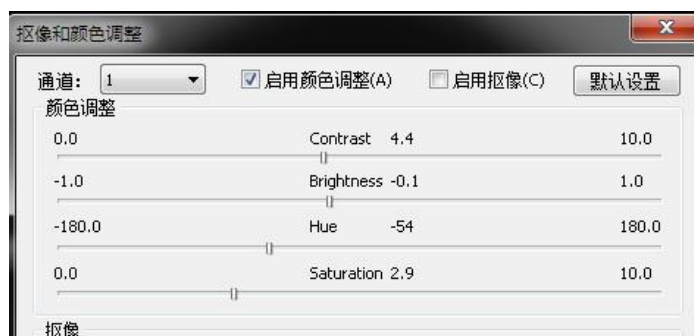 抠像和颜色调整
通道: 1 启用颜色调整(A) 启用抠像(C) 默认设置
颜色调整
0.0 Contrast 4.4 10.0
-1.0 Brightness -0.1 1.0
-180.0 Hue -54 180.0
0.0 Saturation 2.9 10.0
抠像